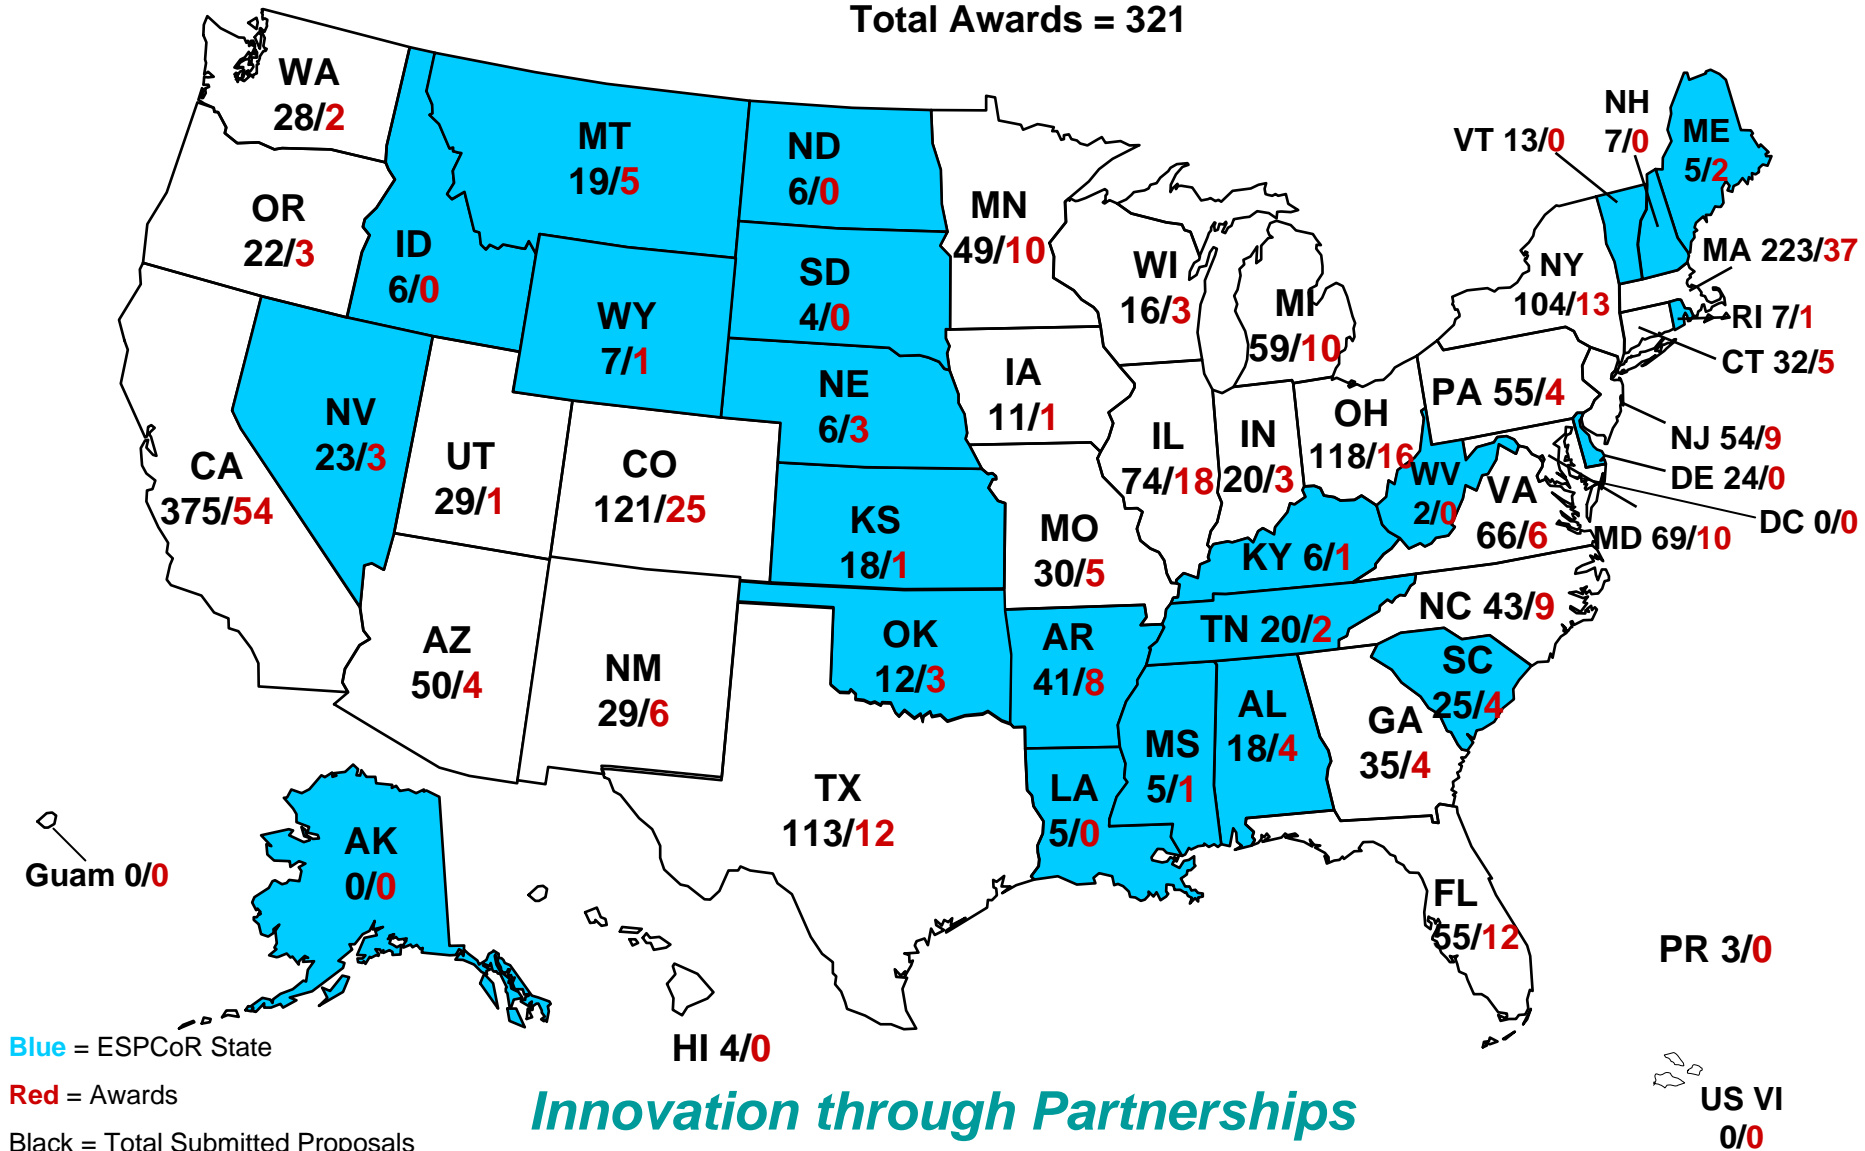 Total Awards = 321
WA
28/2
MT
19/5
ND
6/0
NH
7/0
VT 13/0
ME
5/2
OR
22/3
ID
6/0
MN
49/10
SD
4/0
WI
16/3
MI
59/10
NY
104/13
MA 223/37
WY
7/1
RI 7/1
CT 32/5
NE
6/3
IA
11/1
PA 55/4
NV
23/3
UT
29/1
CO
121/25
CA
375/54
IL
74/18
IN
20/3
OH
118/16
NJ 54/9
DE 24/0
WV
2/0
VA
66/6
DC 0/0
MD 69/10
KS
18/1
MO
30/5
KY 6/1
NC 43/9
TN 20/2
AZ
50/4
NM
29/6
OK
12/3
AR
41/8
SC
25/4
MS
5/1
AL
18/4
GA
35/4
TX
113/12
LA
5/0
Guam 0/0
AK
0/0
FL
55/12
PR 3/0
HI 4/0
Blue = ESPCoR State
Red = Awards
Black = Total Submitted Proposals
Innovation through Partnerships
US VI
0/0